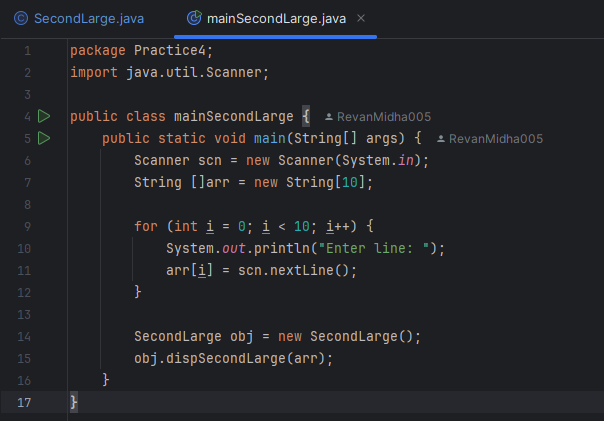 SecondLarge.java mainSecondLarge.java
1 package Practice4;
2 import java.util.Scanner;
3
4 public class mainSecondLarge { RevanMidha005
5 public static void main(String[] args) { RevanMidha005
6 Scanner scn = new Scanner(System.in);
7 String []arr = new String[10];
8
9 for (int i = 0; i < 10; i++) {
10 System.out.println("Enter line: ");
11 arr[i] = scn.nextLine();
12 }
13
14 SecondLarge obj = new SecondLarge();
15 obj.dispSecondLarge(arr);
16 }
17 }